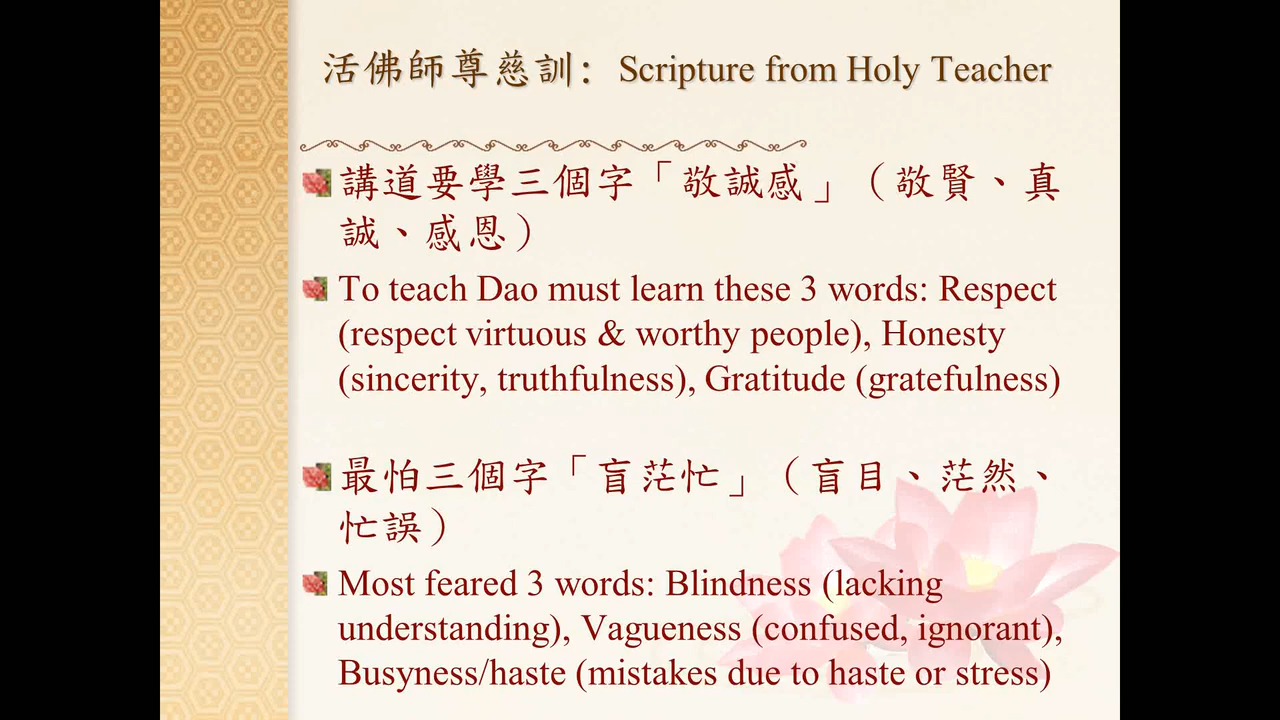 活佛師尊慈訓：Scripture from Holy Teacher
講道要學三個字「敬誠感」（敬賢、真
誠、感恩）
To teach Dao must learn these 3 words: Respect
(respect virtuous & worthy people), Honesty
(sincerity, truthfulness), Gratitude (gratefulness)
最怕三個字「盲茫忙」（盲目、茫然、
忙誤）
Most feared 3 words: Blindness (lacking
understanding), Vagueness (confused, ignorant),
Busyness/haste (mistakes due to haste or stress)